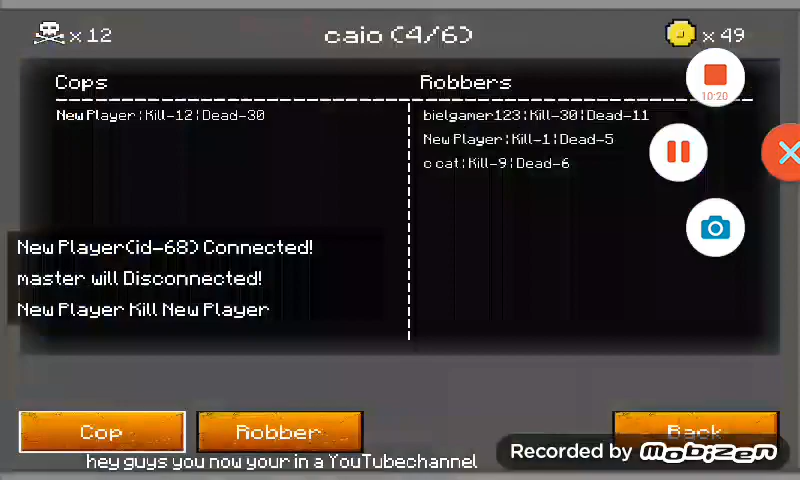 x 12
caio (4/6)
x 49
Cops
Robbers
10:20
New Player|Kill-12|Dead-30
bielgamer123|Kill-30|Dead-11
New Player|Kill-1|Dead-5
c cat|Kill-9|Dead-6
New Player(id-68) Connected!
master will Disconnected!
New Player Kill New Player
Cop
Robber
Back
Recorded by mobizen
hey guys you now your in a YouTubechannel